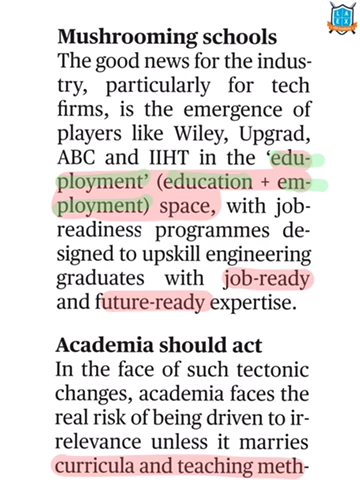 Mushrooming schools
The good news for the indus-
try, particularly for tech
firms, is the emergence of
players like Wiley, Upgrad,
ABC and IIHT in the ‘edu-
ployment’ (education + em-
ployment) space, with job-
readiness programmes de-
signed to upskill engineering
graduates with job-ready
and future-ready expertise.
Academia should act
In the face of such tectonic
changes, academia faces the
real risk of being driven to ir-
relevance unless it marries
curricula and teaching meth-